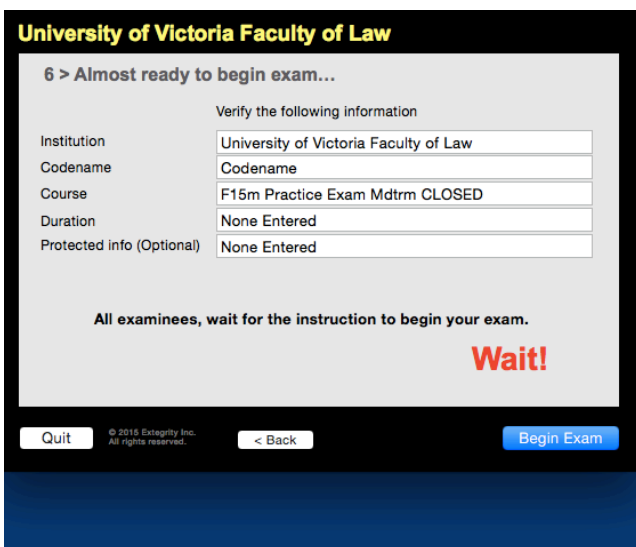 University of Victoria Faculty of Law
6 > Almost ready to begin exam...
Verify the following information
Institution University of Victoria Faculty of Law
Codename Codename
Course F15m Practice Exam Mdtrm CLOSED
Duration None Entered
Protected info (Optional) None Entered
All examinees, wait for the instruction to begin your exam.
Wait!
Quit
© 2015 Extegrity Inc.
All rights reserved.
< Back
Begin Exam